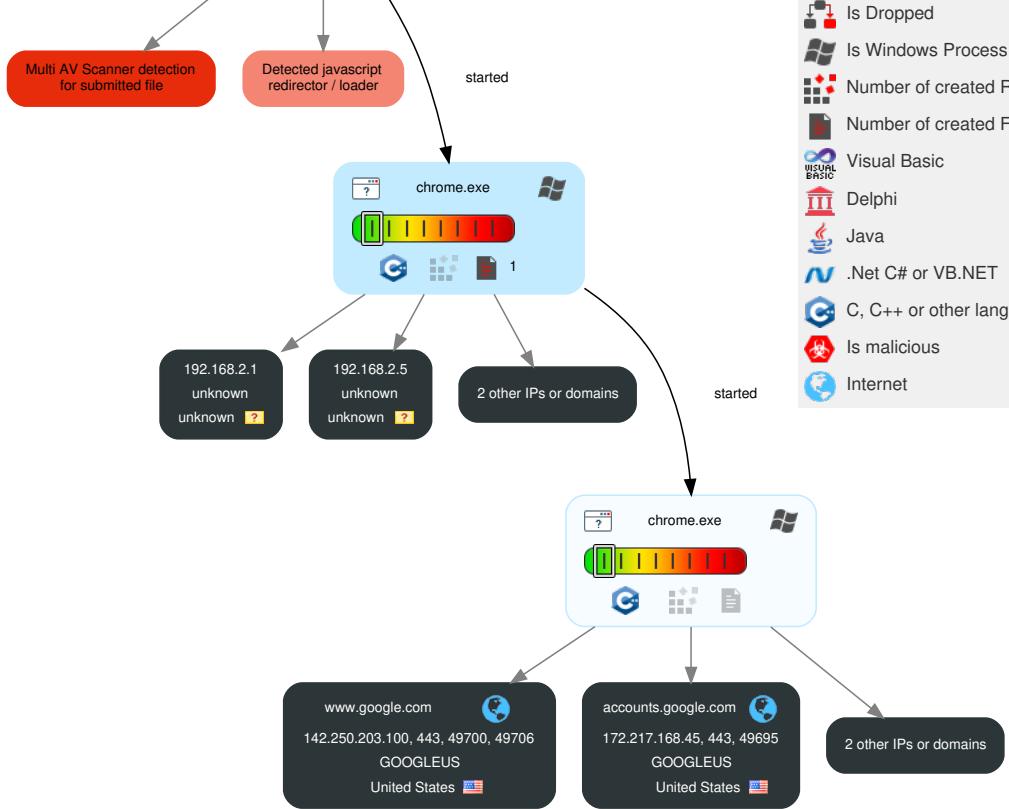 Is Dropped
Is Windows Process
Number of created F
Number of created F
VISUAL
BASIC
Visual Basic
Delphi
Java
.Net C# or VB.NET
C, C++ or other lang
Is malicious
Internet
Multi AV Scanner detection
for submitted file
Detected javascript
redirector / loader
started
?
chrome.exe
1
192.168.2.1
unknown
unknown ?
192.168.2.5
unknown
unknown ?
2 other IPs or domains
started
?
chrome.exe
www.google.com
142.250.203.100, 443, 49700, 49706
GOOGLEUS
United States
accounts.google.com
172.217.168.45, 443, 49695
GOOGLEUS
United States
2 other IPs or domains